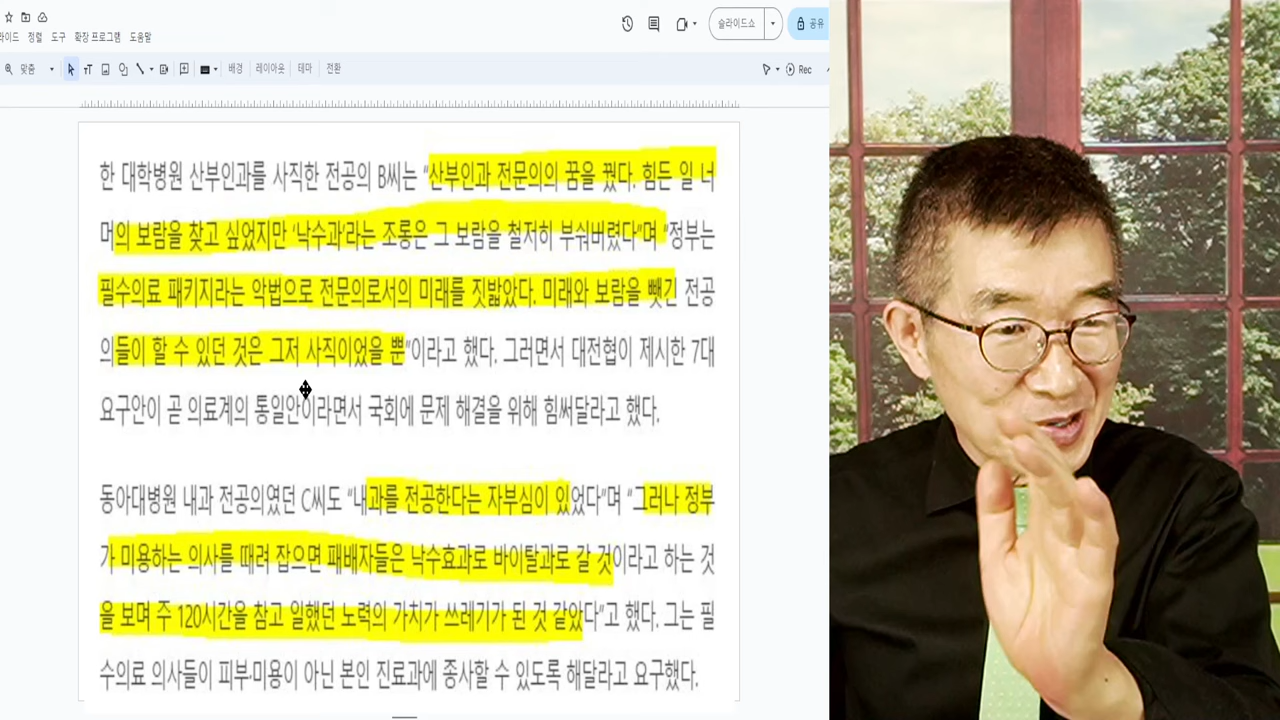 라이드 정렬 도구 확장 프로그램 도움말
슬라이드쇼
공유
맞춤
배경 레이아웃 테마 전환
Rec
한 대학병원 산부인과를 사직한 전공의 B씨는 “산부인과 전문의의 꿈을 꿨다. 힘든 일 너
머의 보람을 찾고 싶었지만 ‘낙수과’라는 조롱은 그 보람을 철저히 부숴버렸다”며 “정부는
필수의료 패키지라는 악법으로 전문의로서의 미래를 짓밟았다. 미래와 보람을 뺏긴 전공
의들이 할 수 있던 것은 그저 사직이었을 뿐”이라고 했다. 그러면서 대전협이 제시한 7대
요구안이 곧 의료계의 통일안이라면서 국회에 문제 해결을 위해 힘써달라고 했다.
동아대병원 내과 전공의였던 C씨도 “내과를 전공한다는 자부심이 있었다”며 “그러나 정부
가 미용하는 의사를 때려 잡으면 패배자들은 낙수효과로 바이탈과로 갈 것이라고 하는 것
을 보며 주 120시간을 참고 일했던 노력의 가치가 쓰레기가 된 것 같았다”고 했다. 그는 필
수의료 의사들이 피부·미용이 아닌 본인 진료과에 종사할 수 있도록 해달라고 요구했다.